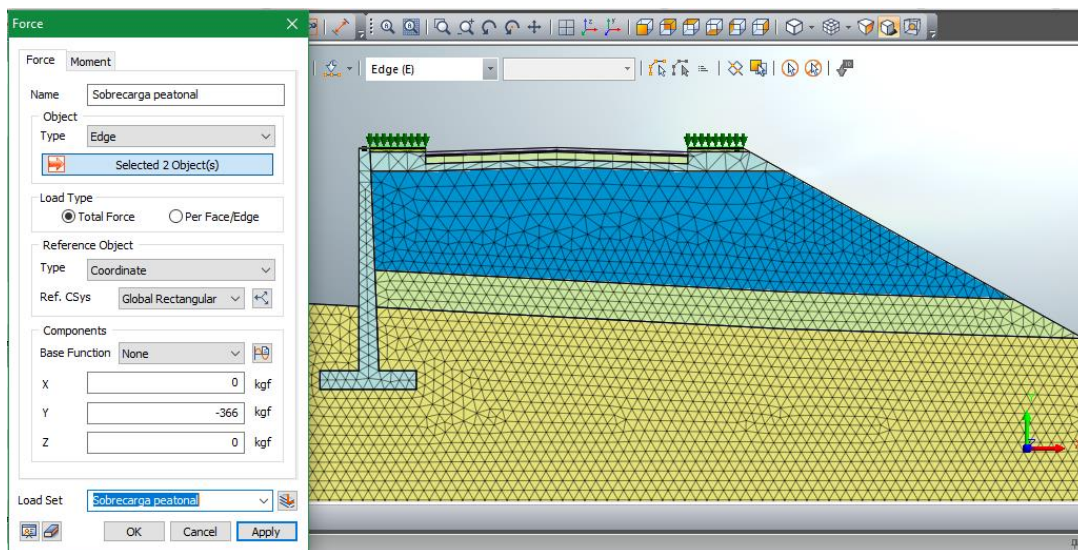 Force
Force Moment
Name Sobrecarga peatonal
Object
Type Edge
Selected 2 Object(s)
Load Type
Total Force Per Face/Edge
Reference Object
Type Coordinate
Ref. CSys Global Rectangular
Components
Base Function None
X 0 kgf
Y -366 kgf
Z 0 kgf
Load Set Sobrecarga peatonal
OK Cancel Apply
Edge (E)